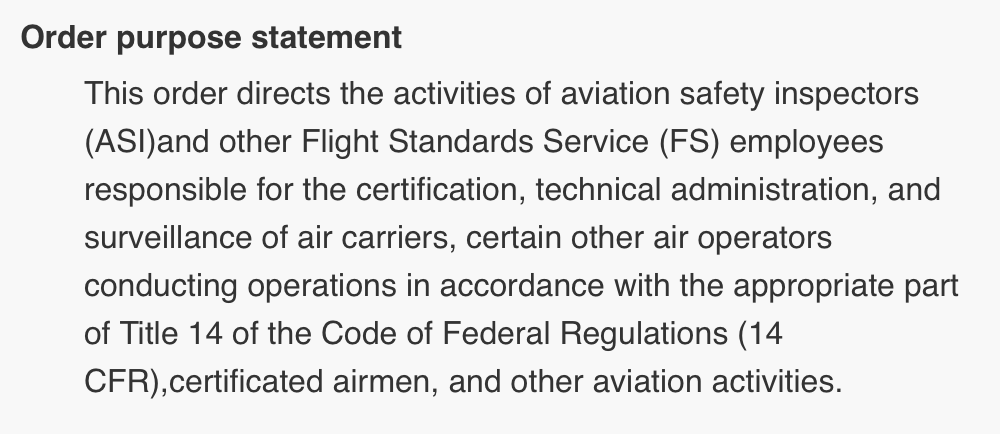 Order purpose statement
This order directs the activities of aviation safety inspectors
(ASI)and other Flight Standards Service (FS) employees
responsible for the certification, technical administration, and
surveillance of air carriers, certain other air operators
conducting operations in accordance with the appropriate part
of Title 14 of the Code of Federal Regulations (14
CFR),certificated airmen, and other aviation activities.